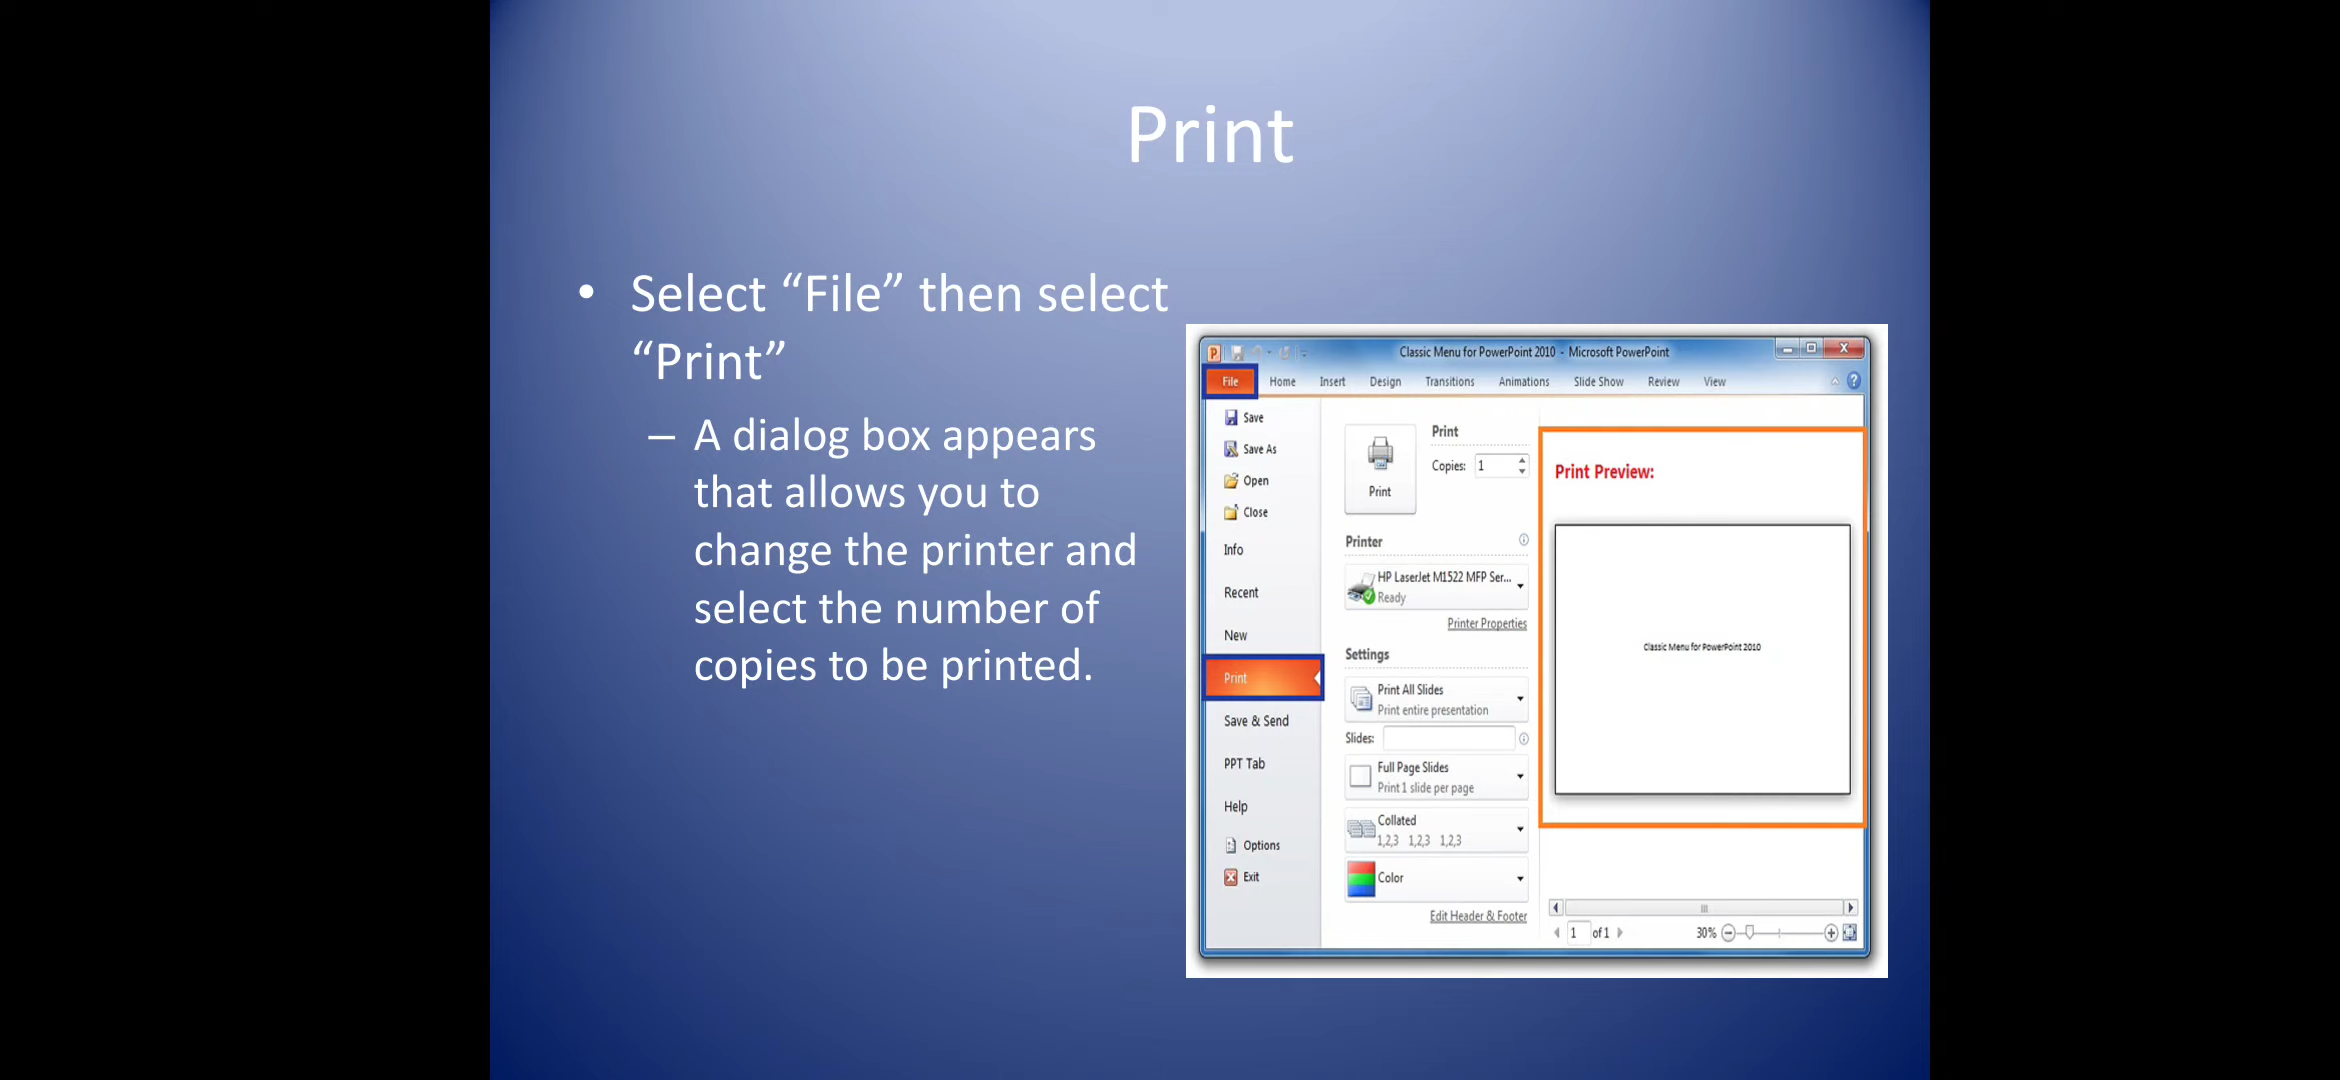 Print
• Select “File” then select
“Print”
– A dialog box appears
that allows you to
change the printer and
select the number of
copies to be printed.
Classic Menu for PowerPoint 2010 - Microsoft PowerPoint
File Home Insert Design Transitions Animations Slide Show Review View
Save
Save As
Open
Close
Info
Recent
New
Print
Save & Send
PPT Tab
Help
Options
Exit
Print
Print
Copies: 1
Printer
HP LaserJet M1522 MFP Ser...
Ready
Printer Properties
Settings
Print All Slides
Print entire presentation
Slides:
Full Page Slides
Print 1 slide per page
Collated
1,2,3 1,2,3 1,2,3
Color
Edit Header & Footer
Print Preview:
Classic Menu for PowerPoint 2010
1 of 1
30%